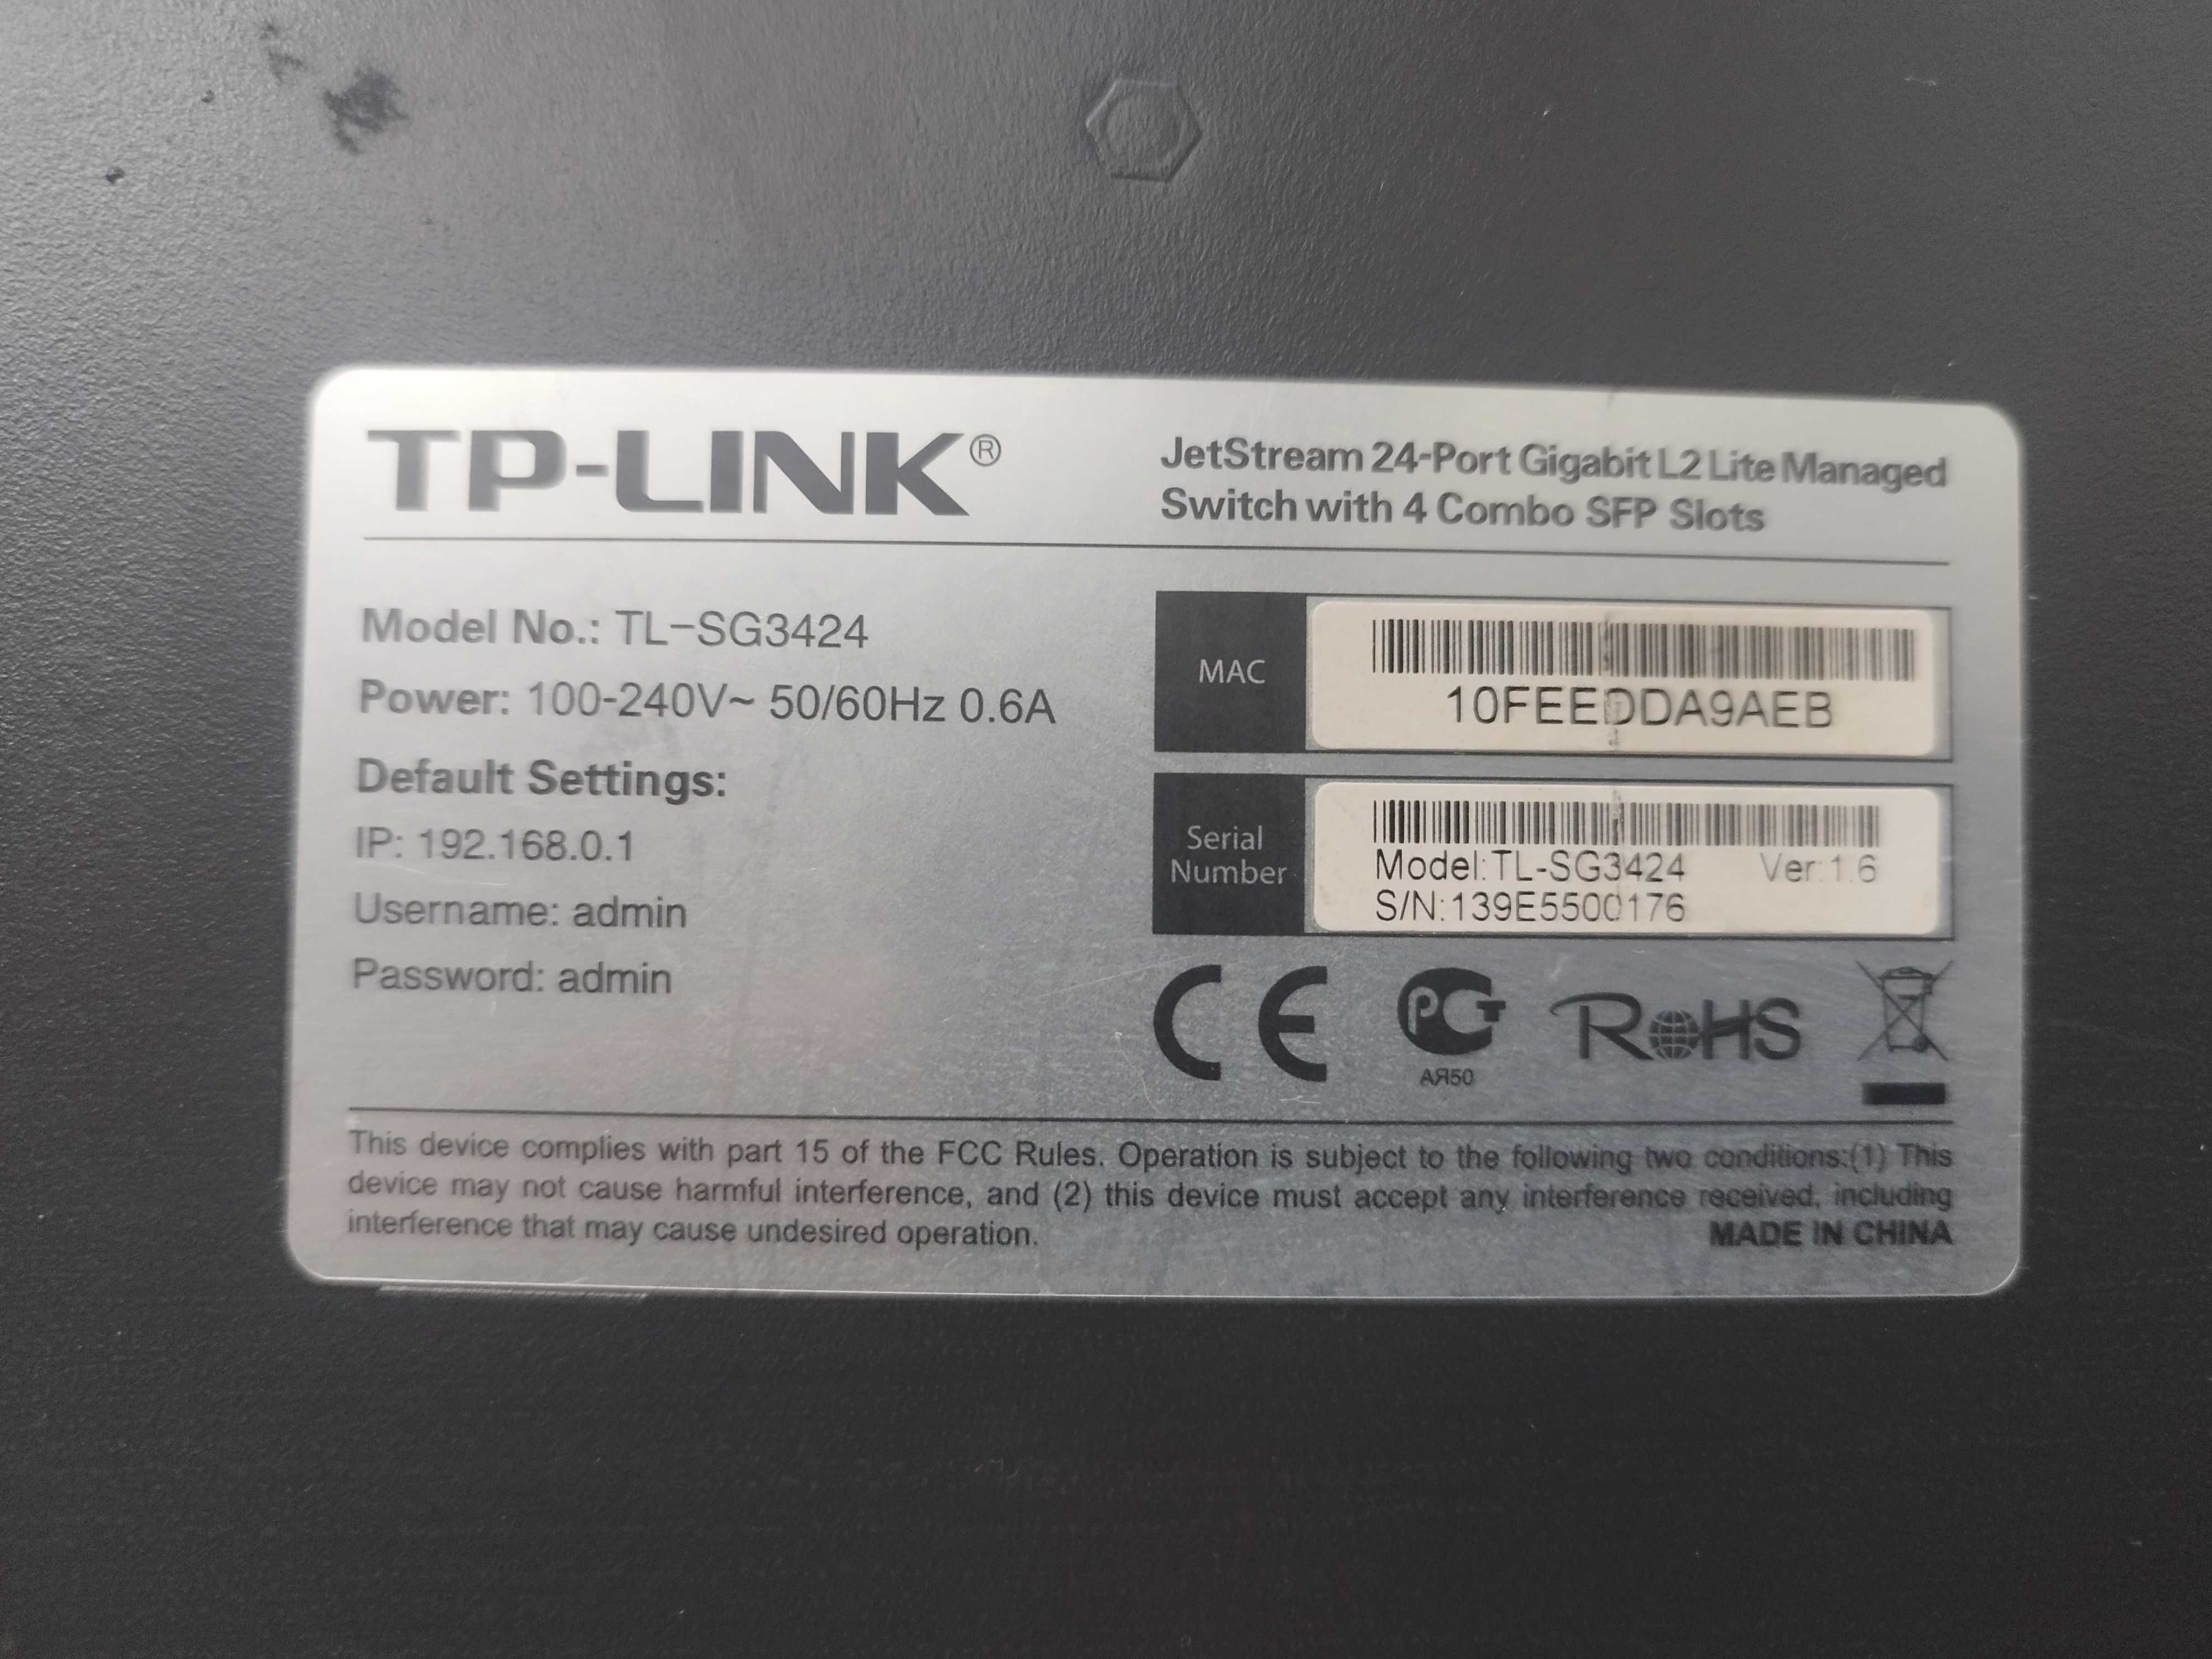 TP-LINK®
JetStream 24-Port Gigabit L2 Lite Managed
Switch with 4 Combo SFP Slots
Model No.: TL-SG3424
Power: 100-240V~ 50/60Hz 0.6A
Default Settings:
IP: 192.168.0.1
Username: admin
Password: admin
MAC
10FEEDDA9AEB
Serial
Number
Model:TL-SG3424 Ver:1.6
S/N:139E5500176
CE
PCT
АЯ50
RoHS
This device complies with part 15 of the FCC Rules. Operation is subject to the following two conditions:(1) This
device may not cause harmful interference, and (2) this device must accept any interference received, including
interference that may cause undesired operation.
MADE IN CHINA